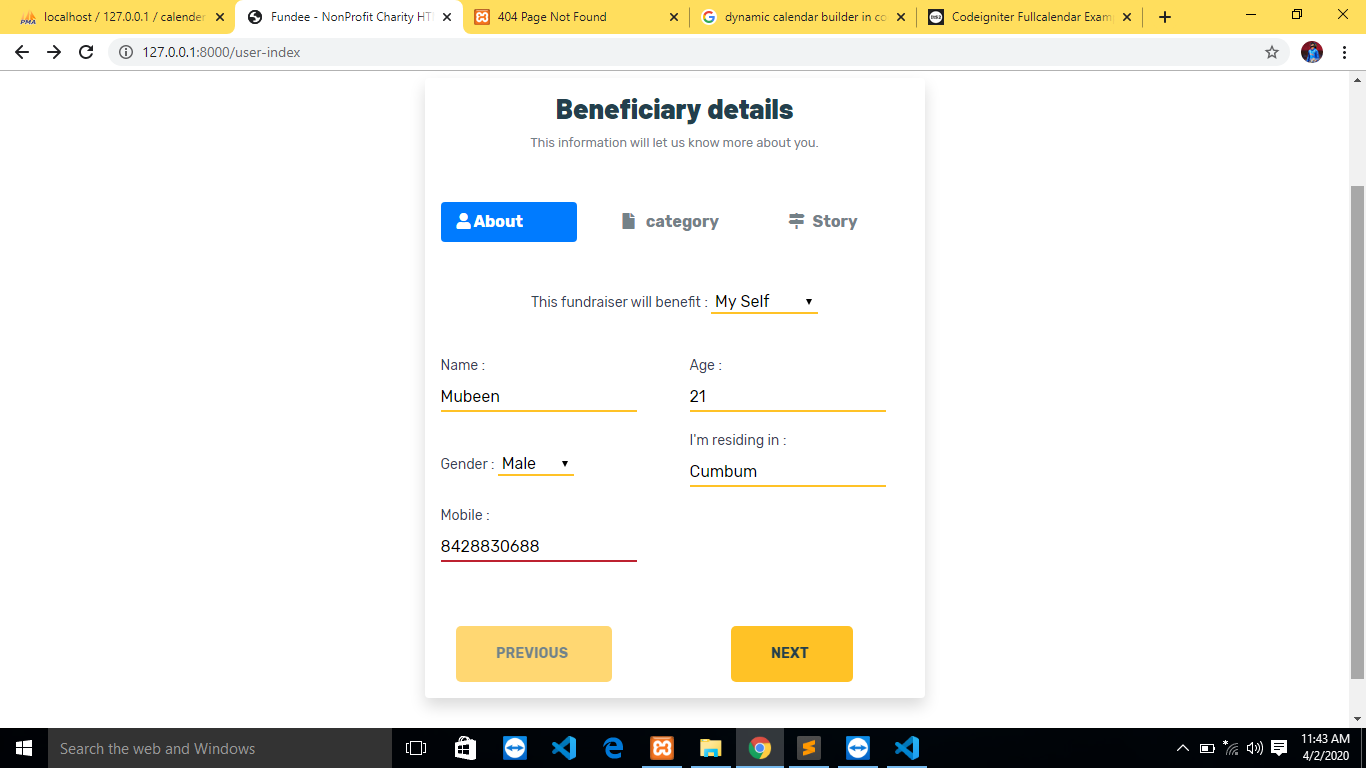 localhost / 127.0.0.1 / calender
Fundee - NonProfit Charity HT
404 Page Not Found
dynamic calendar builder in co
Codeigniter Fullcalendar Exam
127.0.0.1:8000/user-index
Beneficiary details
This information will let us know more about you.
About
category
Story
This fundraiser will benefit : My Self
Name :
Age :
Mubeen
21
I'm residing in :
Gender : Male
Cumbum
Mobile :
8428830688
PREVIOUS
NEXT
Search the web and Windows
11:43 AM
4/2/2020